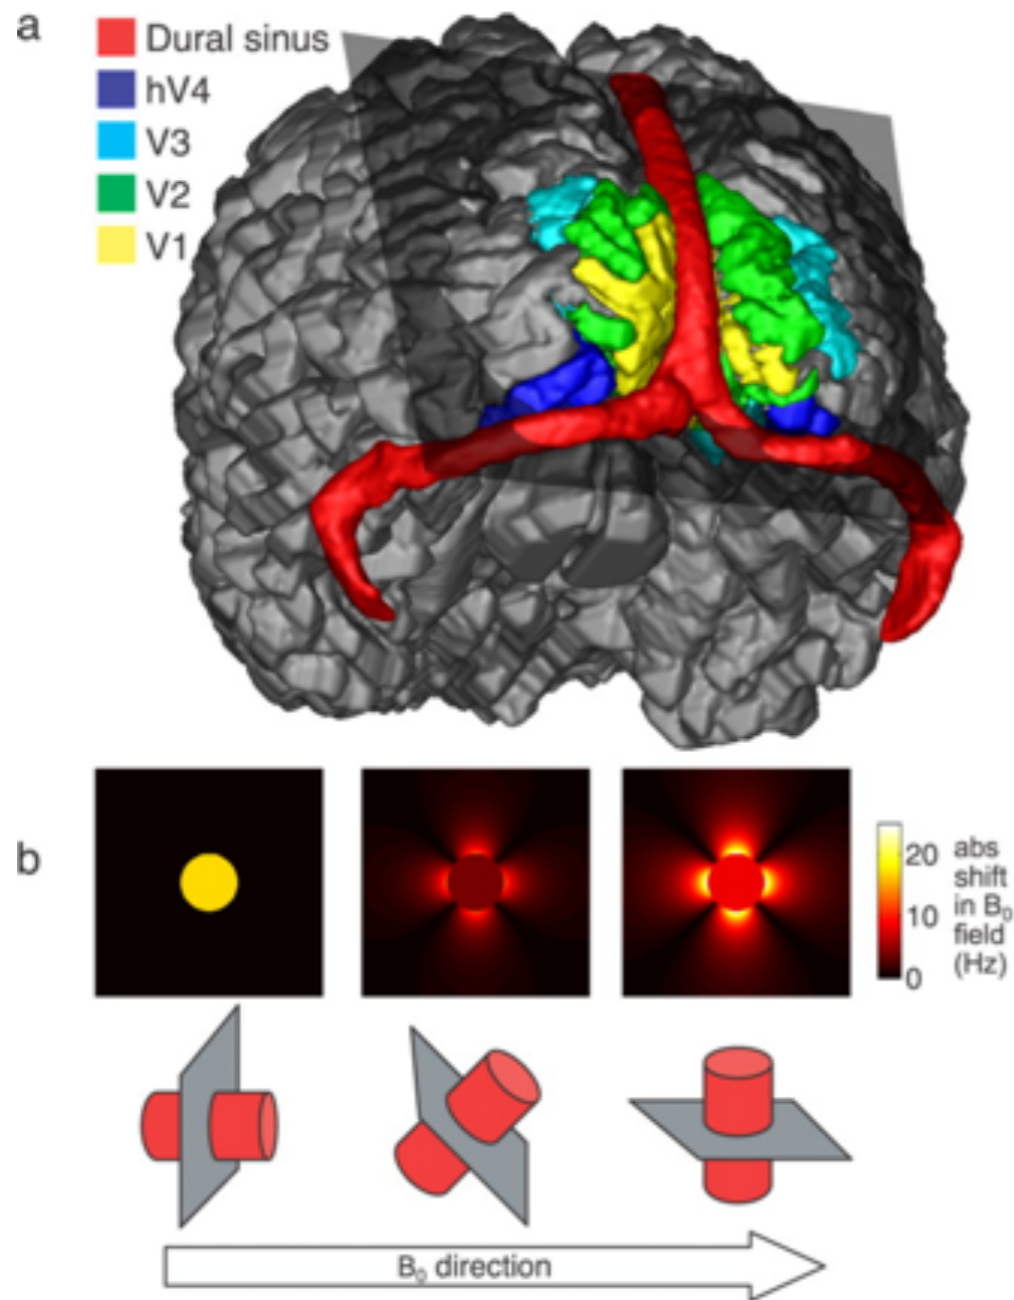 a
Dural sinus
hV4
V3
V2
V1
b
20
10
0
abs
shift
in B₀
field
(Hz)
B₀ direction